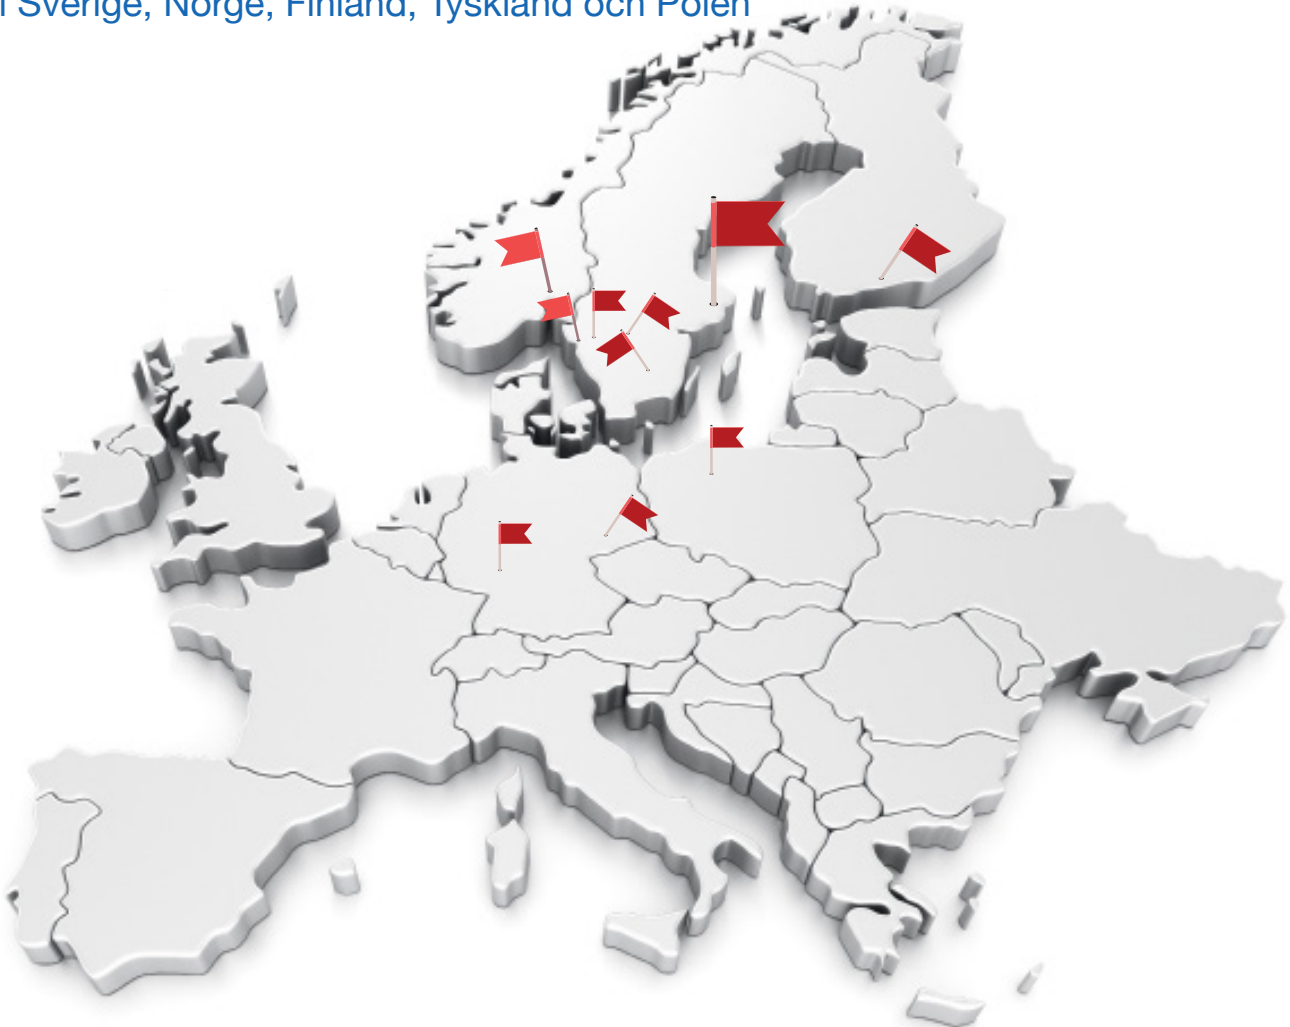 i Sverige, Norge, Finland, Tyskland och Polen